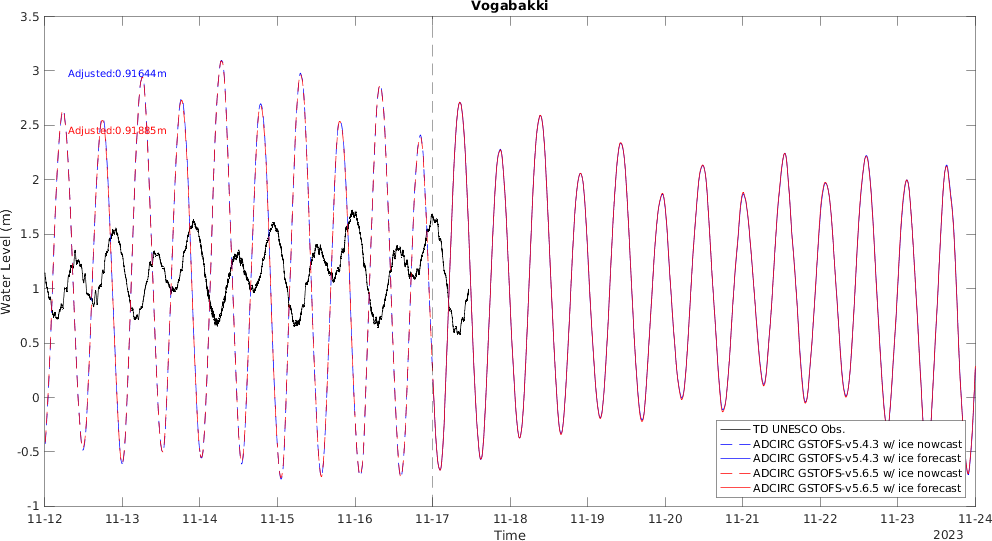 Vogabakki
3.5
3
2.5
2
1.5
1
0.5
0
-0.5
-1
Water Level (m)
Adjusted:0.91644m
Adjusted:0.91885m
TD UNESCO Obs.
ADCIRC GSTOFS-v5.4.3 w/ ice nowcast
ADCIRC GSTOFS-v5.4.3 w/ ice forecast
ADCIRC GSTOFS-v5.6.5 w/ ice nowcast
ADCIRC GSTOFS-v5.6.5 w/ ice forecast
11-12 11-13 11-14 11-15 11-16 11-17 11-18 11-19 11-20 11-21 11-22 11-23 11-24
Time
2023